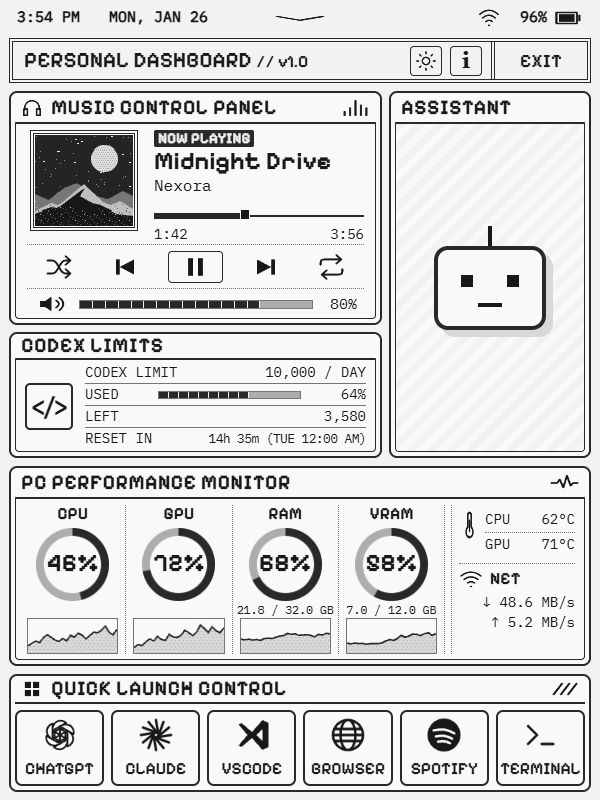 3:54 PM MON, JAN 26 96%
PERSONAL DASHBOARD // v1.0 i EXIT
MUSIC CONTROL PANEL
NOW PLAYING
Midnight Drive
Nexora
1:42 3:56
80%
ASSISTANT
CODEX LIMITS
</>
CODEX LIMIT 10,000 / DAY
USED 64%
LEFT 3,580
RESET IN 14h 35m (TUE 12:00 AM)
PC PERFORMANCE MONITOR
CPU GPU RAM VRAM
46% 72% 68% 58%
21.8 / 32.0 GB 7.0 / 12.0 GB
CPU 62°C
GPU 71°C
NET
↓ 48.6 MB/s
↑ 5.2 MB/s
QUICK LAUNCH CONTROL
CHATGPT CLAUDE VSCODE BROWSER SPOTIFY TERMINAL